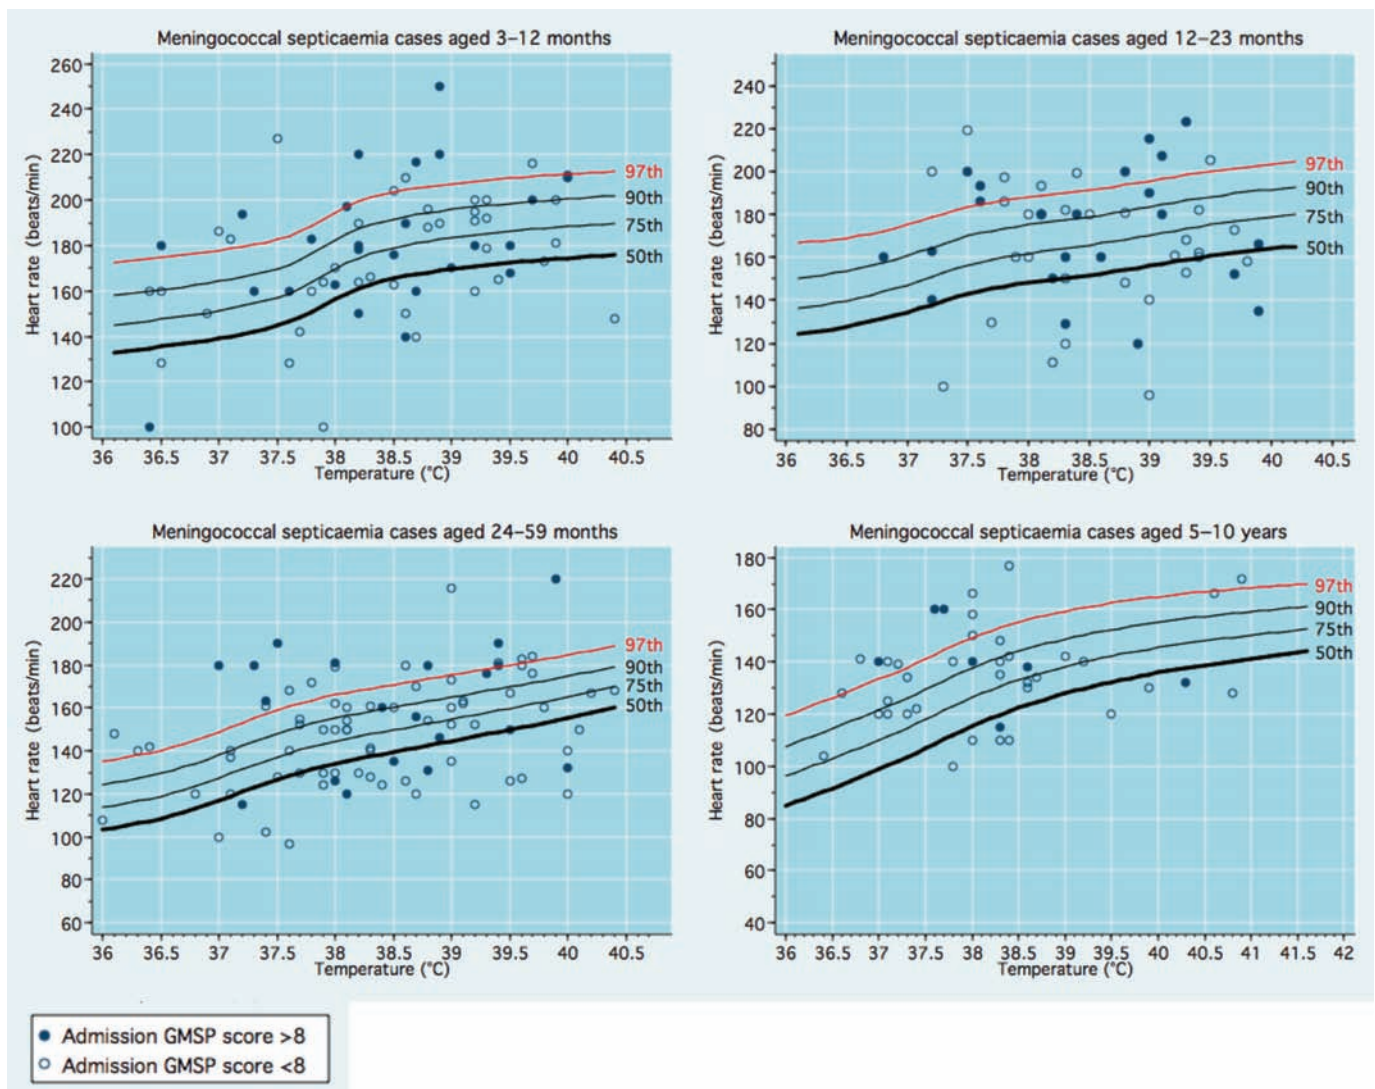 Meningococcal septicaemia cases aged 3–12 months
Heart rate (beats/min)
260
240
220
200
180
160
140
120
100
97th
90th
75th
50th
36 36.5 37 37.5 38 38.5 39 39.5 40 40.5
Temperature (°C)
Meningococcal septicaemia cases aged 12–23 months
Heart rate (beats/min)
240
220
200
180
160
140
120
100
80
97th
90th
75th
50th
36 36.5 37 37.5 38 38.5 39 39.5 40 40.5
Temperature (°C)
Meningococcal septicaemia cases aged 24–59 months
Heart rate (beats/min)
220
200
180
160
140
120
100
80
60
97th
90th
75th
50th
36 36.5 37 37.5 38 38.5 39 39.5 40 40.5
Temperature (°C)
Meningococcal septicaemia cases aged 5–10 years
Heart rate (beats/min)
180
160
140
120
100
80
60
40
97th
90th
75th
50th
36 36.5 37 37.5 38 38.5 39 39.5 40 40.5 41 41.5 42
Temperature (°C)
Admission GMSP score >8
Admission GMSP score <8